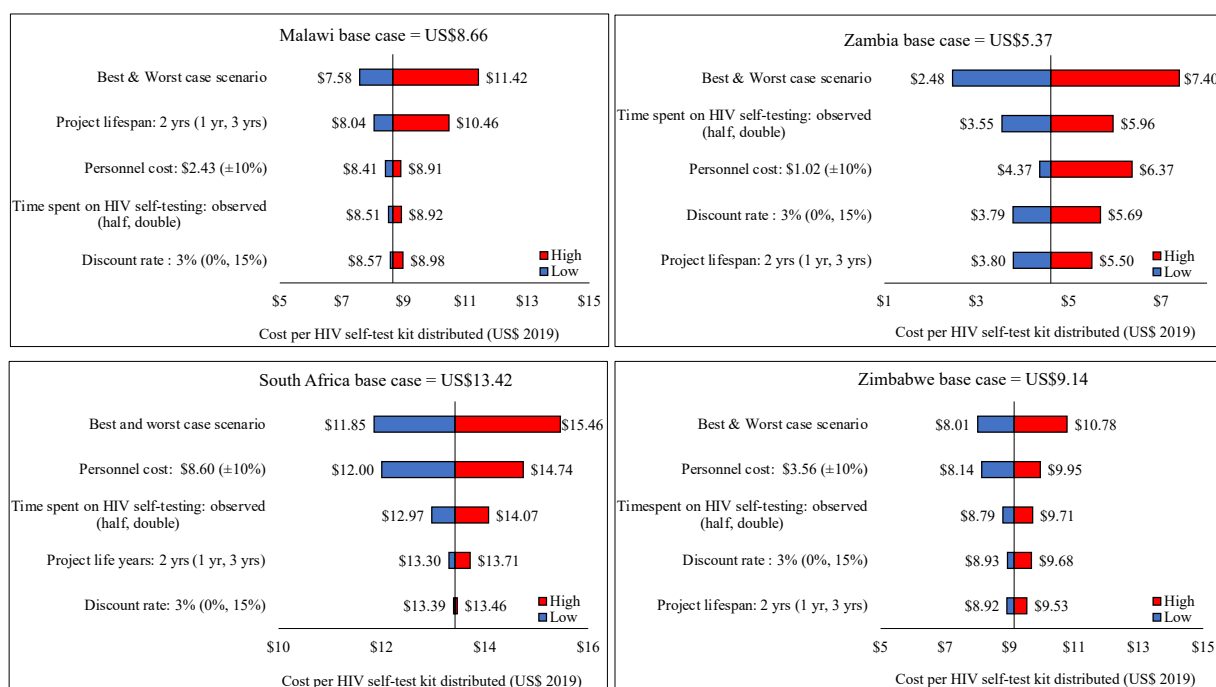 Malawi base case = US$8.66
Best & Worst case scenario
$7.58
$11.42
Project lifespan: 2 yrs (1 yr, 3 yrs)
$8.04
$10.46
Personnel cost: $2.43 (±10%)
$8.41
$8.91
Time spent on HIV self-testing: observed
(half, double)
$8.51
$8.92
Discount rate : 3% (0%, 15%)
$8.57
$8.98
High
Low
$5
$7
$9
$11
$13
$15
Cost per HIV self-test kit distributed (US$ 2019)
Zambia base case = US$5.37
Best & Worst case scenario
$2.48
$7.40
Time spent on HIV self-testing: observed
(half, double)
$3.55
$5.96
Personnel cost: $1.02 (±10%)
$4.37
$6.37
Discount rate : 3% (0%, 15%)
$3.79
$5.69
Project lifespan: 2 yrs (1 yr, 3 yrs)
$3.80
$5.50
High
Low
$1
$3
$5
$7
Cost per HIV self-test kit distributed (US$ 2019)
South Africa base case = US$13.42
Best and worst case scenario
$11.85
$15.46
Personnel cost: $8.60 (±10%)
$12.00
$14.74
Time spent on HIV self-testing: observed
(half, double)
$12.97
$14.07
Project life years: 2 yrs (1 yr, 3 yrs)
$13.30
$13.71
Discount rate: 3% (0%, 15%)
$13.39
$13.46
High
Low
$10
$12
$14
$16
Cost per HIV self-test kit distributed (US$ 2019)
Zimbabwe base case = US$9.14
Best & Worst case scenario
$8.01
$10.78
Personnel cost: $3.56 (±10%)
$8.14
$9.95
Timespent on HIV self-testing: observed
(half, double)
$8.79
$9.71
Discount rate : 3% (0%, 15%)
$8.93
$9.68
Project lifespan: 2 yrs (1 yr, 3 yrs)
$8.92
$9.53
High
Low
$5
$7
$9
$11
$13
$15
Cost per HIV self-test kit distributed (US$ 2019)